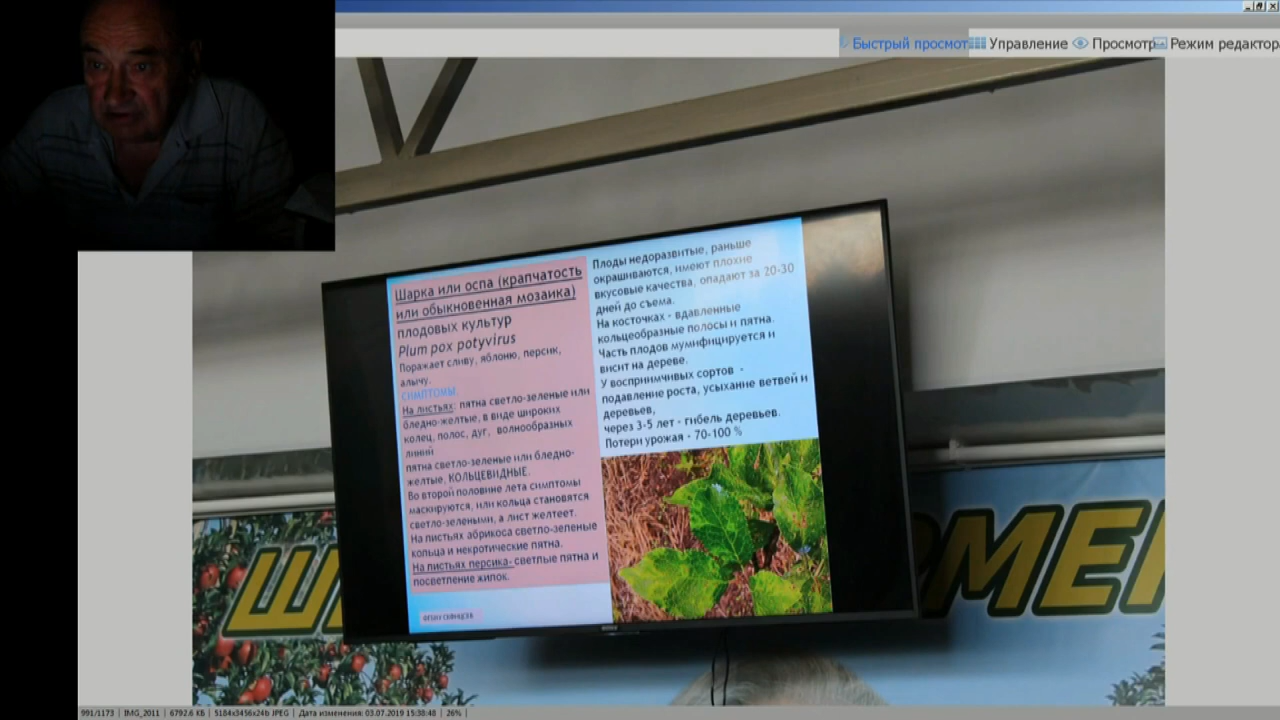 Быстрый просмот
Управление
Просмотр
Режим редактор
Шарка или оспа (крапчатость
или обыкновенная мозаика)
плодовых культур
Plum pox potyvirus
Поражает сливу, яблоню, персик,
алычу.
СИМПТОМЫ
На листьях: пятна светло-зеленые или
бледно-желтые, в виде широких
колец, полос, дуг, волнообразных
линий
пятна светло-зеленые или бледно-
желтые, КОЛЬЦЕВИДНЫЕ.
Во второй половине лета симптомы
маскируются, или кольца становятся
светло-зелеными, а лист желтеет.
На листьях абрикоса светло-зеленые
кольца и некротические пятна.
На листьях персика- светлые пятна и
посветление жилок.
Плоды недоразвитые, раньше
окрашиваются, имеют плохие
вкусовые качества, опадают за 20-30
дней до съема.
На косточках - вдавленные
кольцеобразные полосы и пятна.
Часть плодов мумифицируется и
висит на дереве.
У восприимчивых сортов -
подавление роста, усыхание ветвей и
деревьев,
через 3-5 лет - гибель деревьев.
Потери урожая - 70-100 %
Ш
РМЕР
991/1173 | IMG_2011 | 6792.6 КБ | 5184x3456x24b JPEG | Дата изменения: 03.07.2019 15:38:48 | 26% |